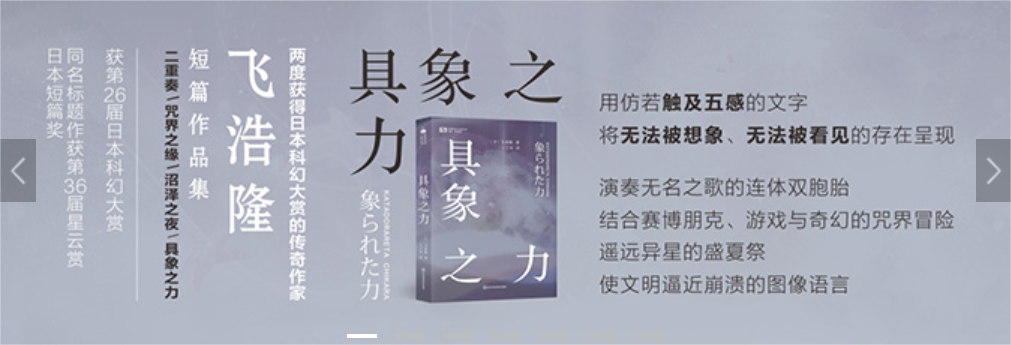 两度获得日本科幻大赏的传奇作家
飞浩隆
短篇作品集
二重奏/咒界之缘/沼泽之夜/具象之力
获第26届日本科幻大赏
同名标题作获第36届星云赏
日本短篇奖
具象之
力
KATADORARETA CHIKARA
象られた力
具象之力
象られた力
具象
之力
用仿若触及五感的文字
将无法被想象、无法被看见的存在呈现
演奏无名之歌的连体双胞胎
结合赛博朋克、游戏与奇幻的咒界冒险
遥远异星的盛夏祭
使文明逼近崩溃的图像语言